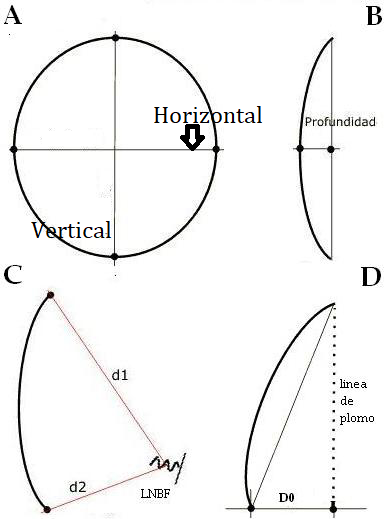 A
B
Horizontal
Profundidad
Vertical
C
D
d1
linea
de
plomo
d2
LNBF
D0